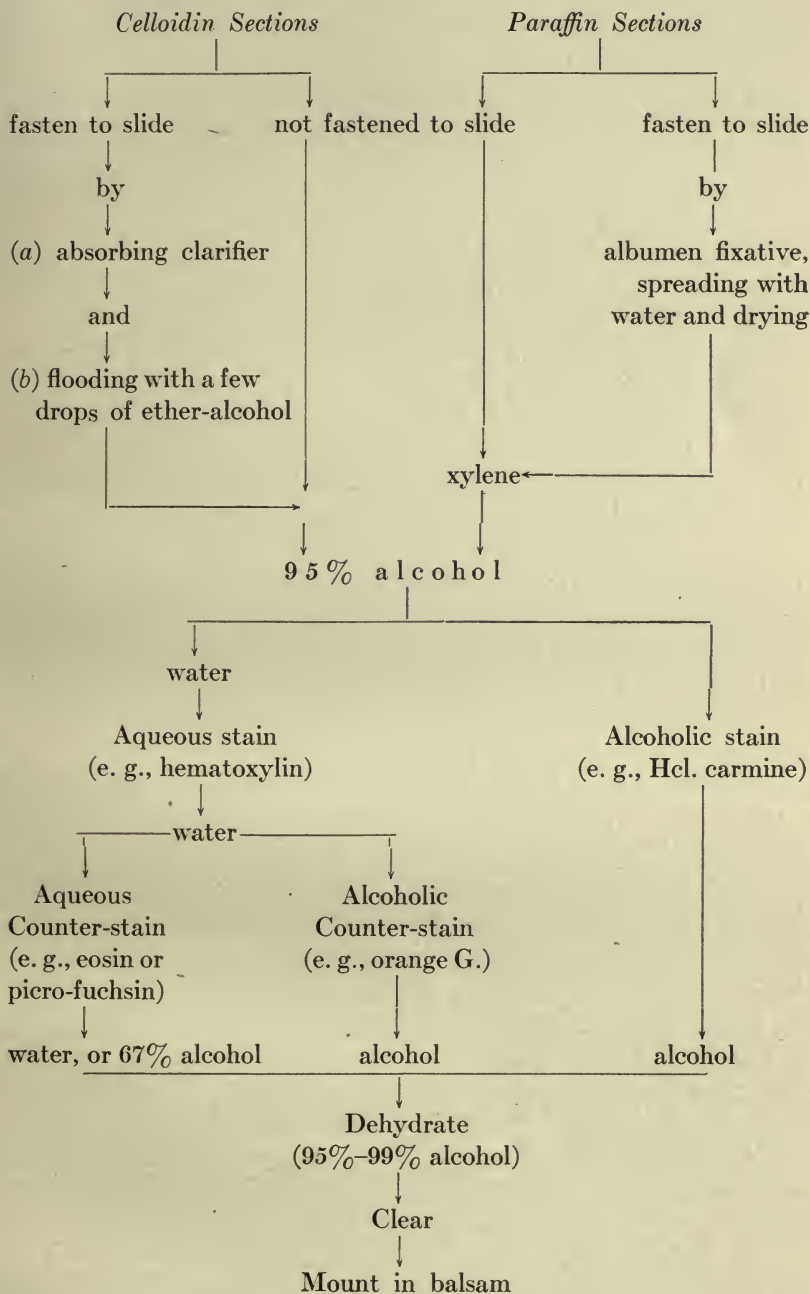 Celloidin Sections
Paraffin Sections
fasten to slide
not fastened to slide
fasten to slide
by
by
(a) absorbing clarifier
albumen fixative,
spreading with
water and drying
and
(b) flooding with a few
drops of ether-alcohol
xylene
95% alcohol
water
Aqueous stain
(e. g., hematoxylin)
Alcoholic stain
(e. g., Hcl. carmine)
water
Aqueous
Counter-stain
(e. g., eosin or
picro-fuchsin)
Alcoholic
Counter-stain
(e. g., orange G.)
water, or 67% alcohol
alcohol
alcohol
Dehydrate
(95%–99% alcohol)
Clear
Mount in balsam